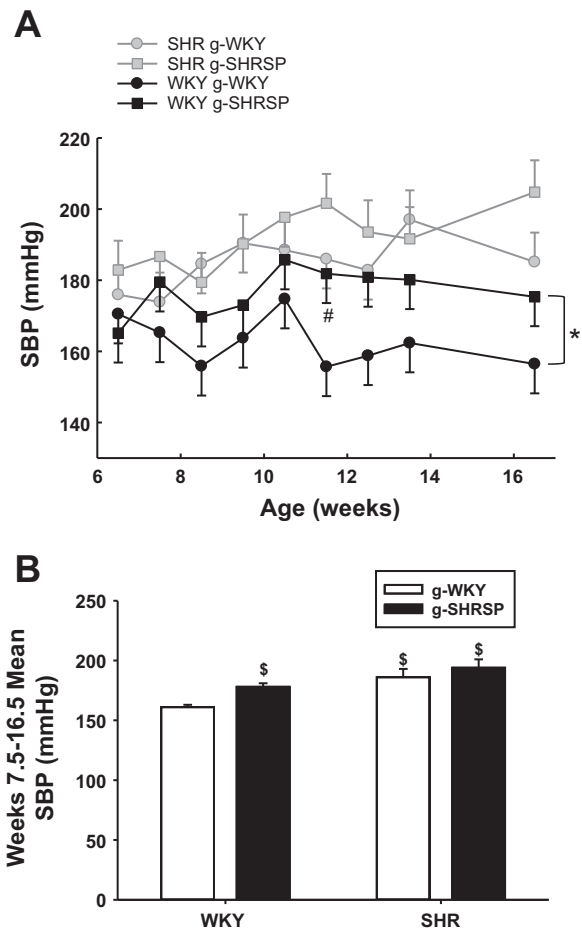 A
SHR g-WKY
SHR g-SHRSP
WKY g-WKY
WKY g-SHRSP
220
200
180
160
140
SBP (mmHg)
#
*
6 8 10 12 14 16
Age (weeks)
B
g-WKY
g-SHRSP
250
200
150
100
50
0
Weeks 7.5-16.5 Mean
SBP (mmHg)
$
$
$
WKY SHR